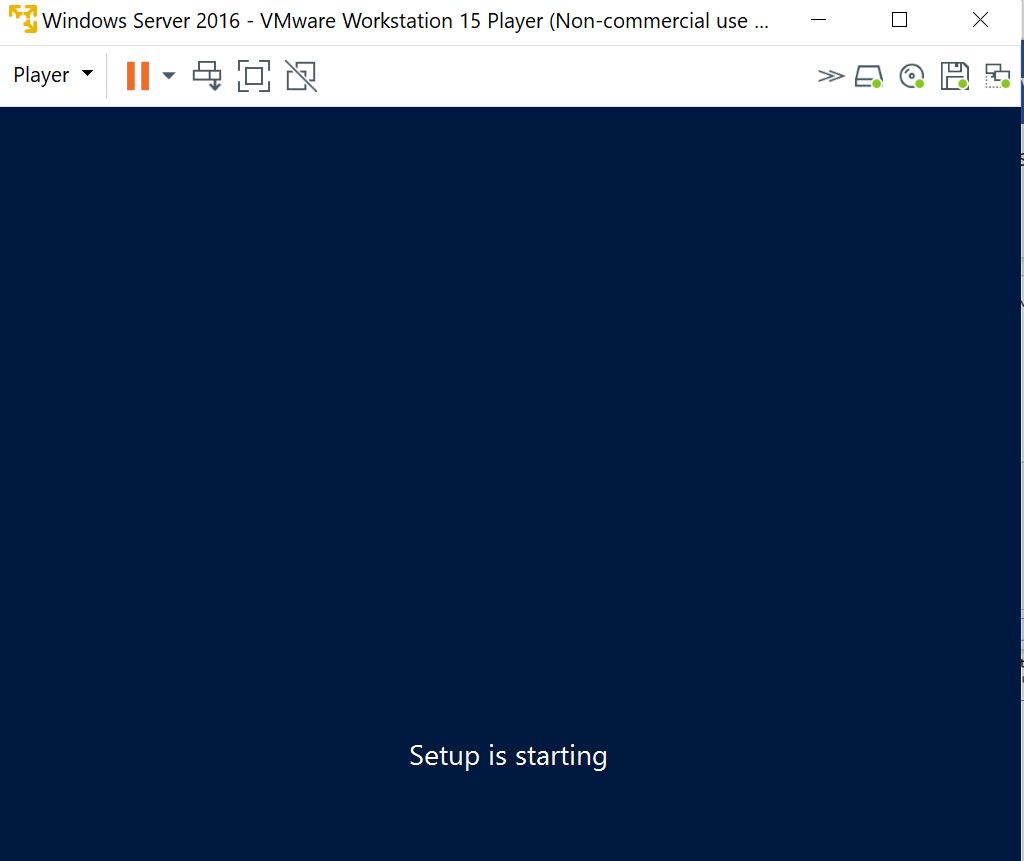 Windows Server 2016 - VMware Workstation 15 Player (Non-commercial use ...
Player
Setup is starting